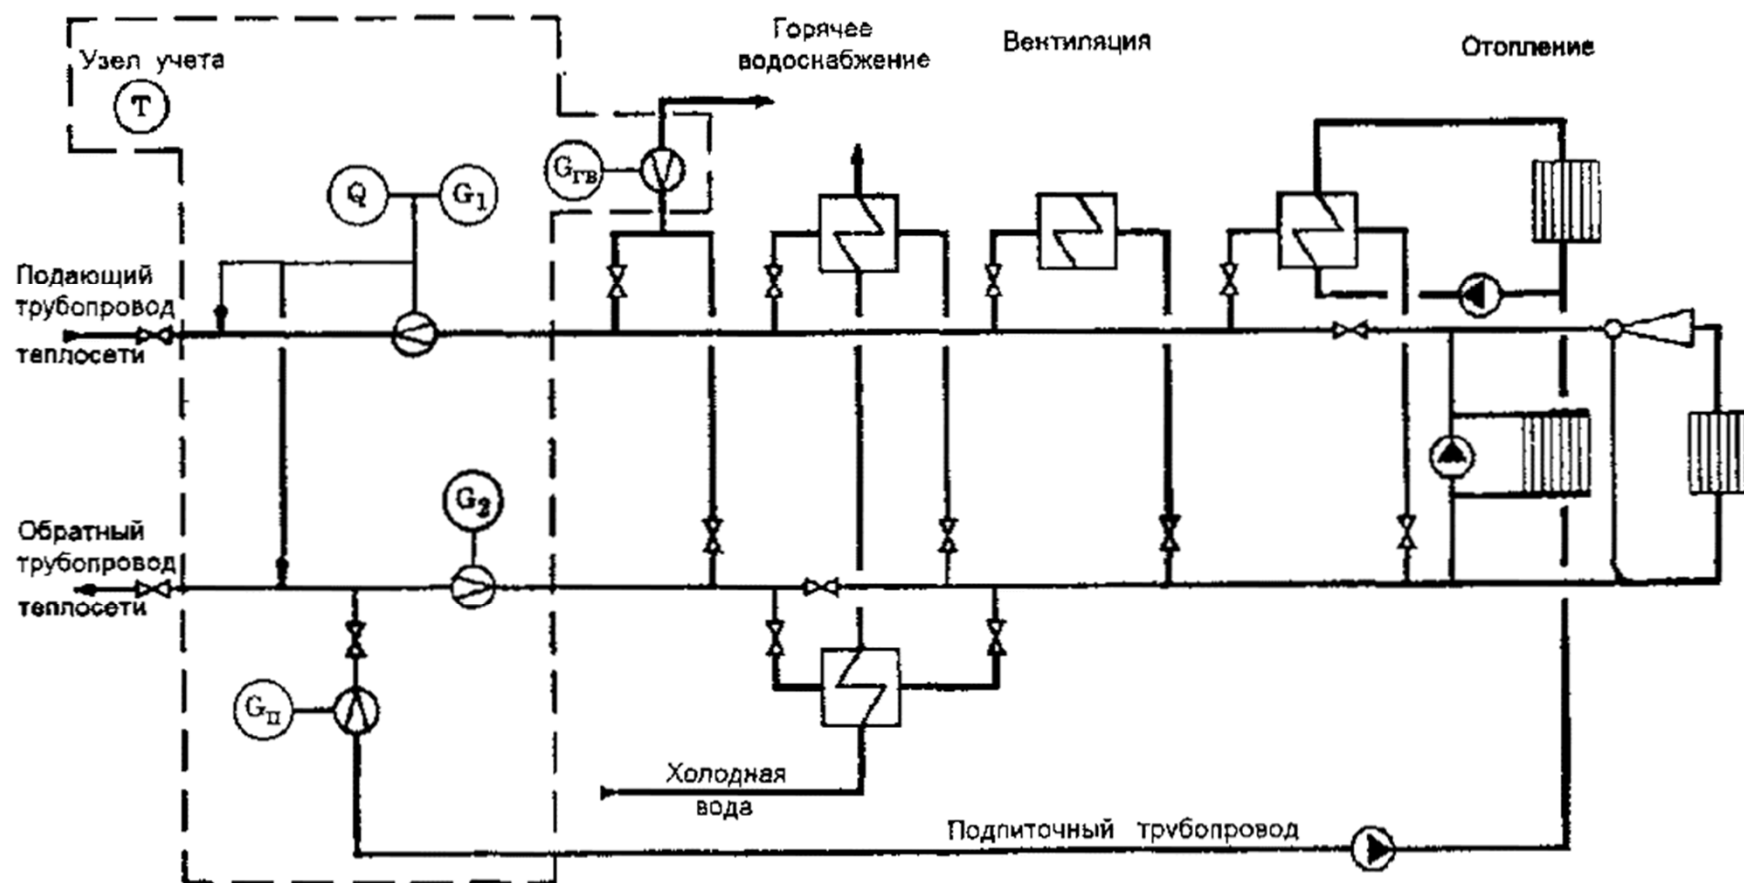 Горячее
водоснабжение
Вентиляция
Отопление
Узел учета
T
Gгв
Q
G1
Подающий
трубопровод
теплосети
G2
Обратный
трубопровод
теплосети
Gп
Холодная
вода
Подпиточный трубопровод